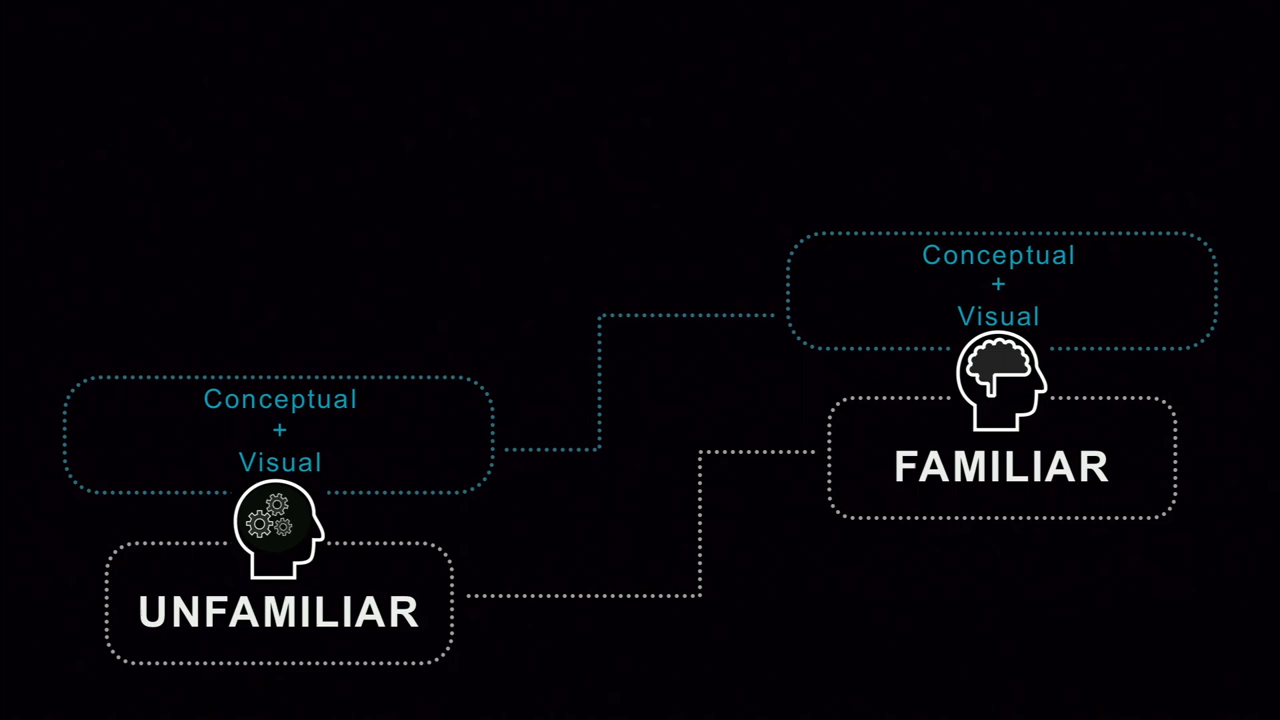 Conceptual
+
Visual
UNFAMILIAR
Conceptual
+
Visual
FAMILIAR